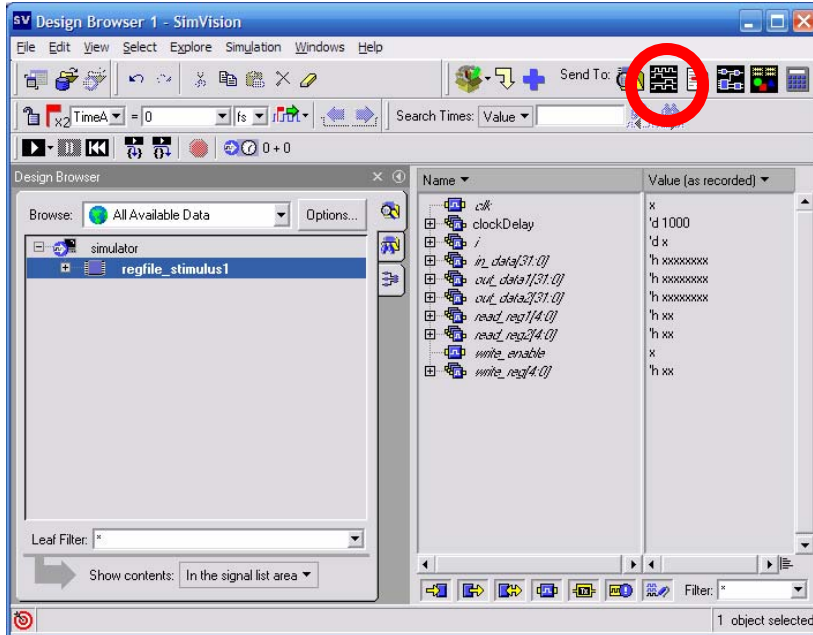 SV Design Browser 1 - SimVision
File Edit View Select Explore Simulation Windows Help
Send To:
x2 TimeA = 0 fs Search Times: Value
0 + 0
Design Browser
Browse: All Available Data Options...
simulator
regfile_stimulus1
Leaf Filter: *
Show contents: In the signal list area
Name Value (as recorded)
clk x
clockDelay 'd 1000
i 'd x
in_data[31:0] 'h xxxxxxxx
out_data1[31:0] 'h xxxxxxxx
out_data2[31:0] 'h xxxxxxxx
read_reg1[4:0] 'h xx
read_reg2[4:0] 'h xx
write_enable x
write_reg[4:0] 'h xx
Filter: *
1 object selected